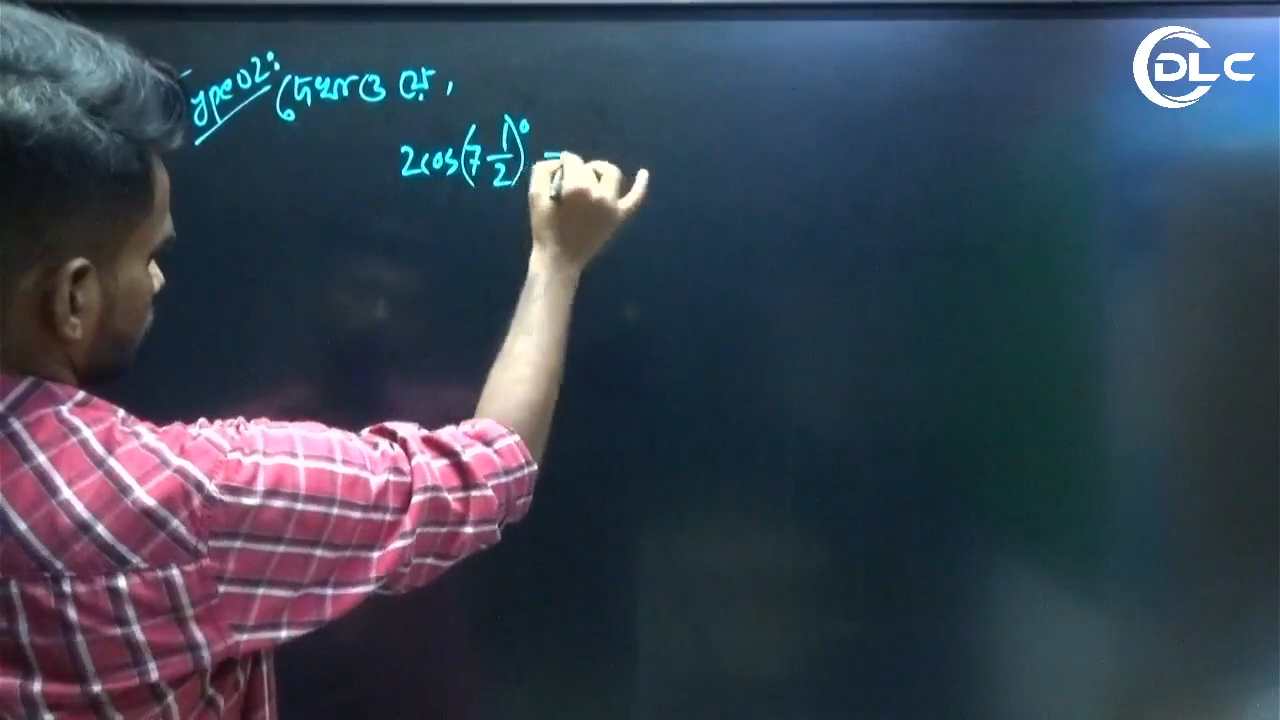 Type 02: দেখাও যে,
2cos(7 1/2)° =
DLC